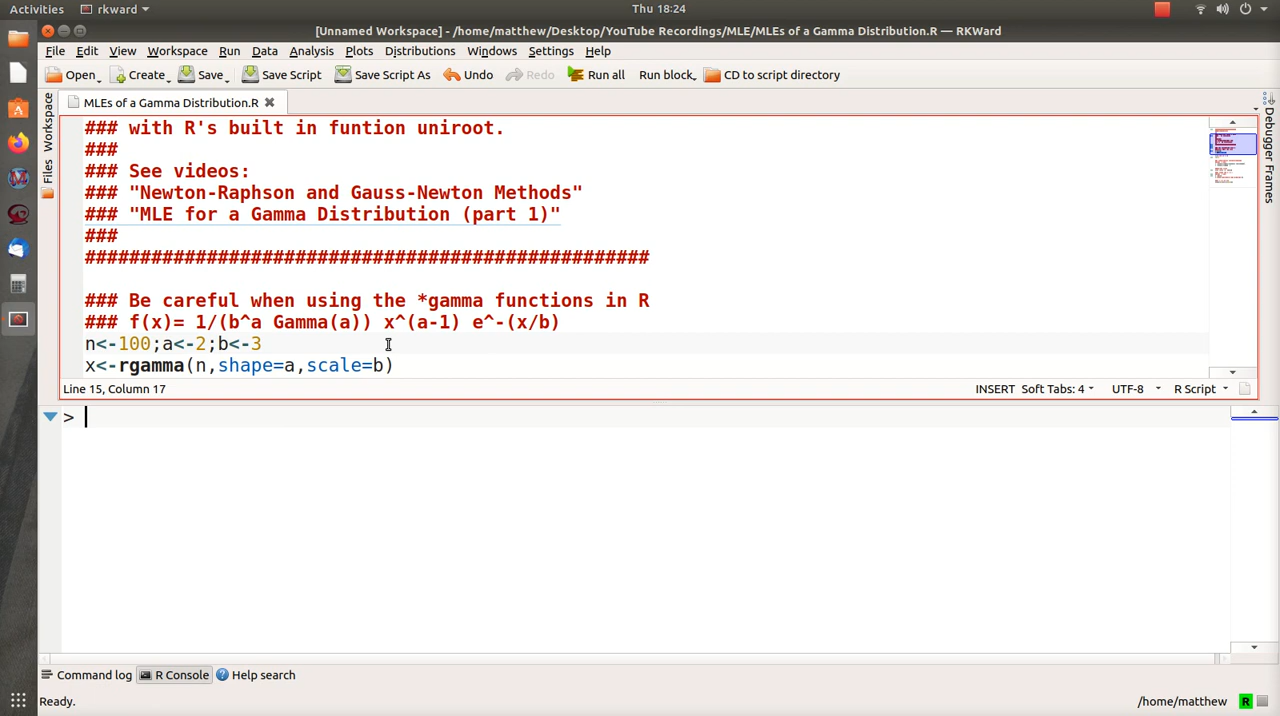 Activities rkward Thu 18:24
[Unnamed Workspace] - /home/matthew/Desktop/YouTube Recordings/MLE/MLEs of a Gamma Distribution.R — RKWard
File Edit View Workspace Run Data Analysis Plots Distributions Windows Settings Help
Open Create Save Save Script Save Script As Undo Redo Run all Run block CD to script directory
MLEs of a Gamma Distribution.R
Workspace
Files
Debugger Frames
### with R's built in funtion uniroot.
###
### See videos:
### "Newton-Raphson and Gauss-Newton Methods"
### "MLE for a Gamma Distribution (part 1)"
###
####################################################
### Be careful when using the *gamma functions in R
### f(x)= 1/(b^a Gamma(a)) x^(a-1) e^-(x/b)
n<-100;a<-2;b<-3
x<-rgamma(n,shape=a,scale=b)
Line 15, Column 17 INSERT Soft Tabs: 4 UTF-8 R Script
>
Command log R Console Help search
Ready. /home/matthew R